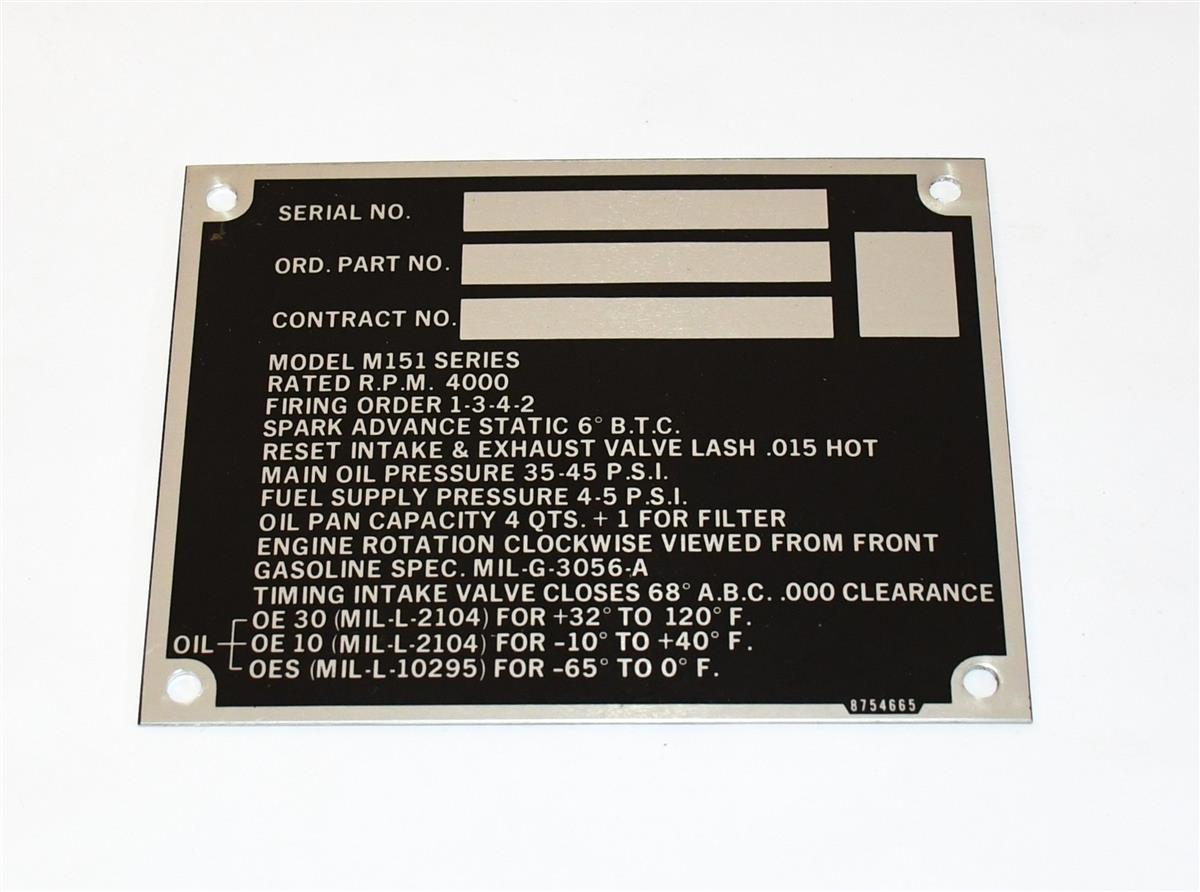 SERIAL NO.
ORD. PART NO.
CONTRACT NO.
MODEL M151 SERIES
RATED R.P.M. 4000
FIRING ORDER 1-3-4-2
SPARK ADVANCE STATIC 6° B.T.C.
RESET INTAKE & EXHAUST VALVE LASH .015 HOT
MAIN OIL PRESSURE 35-45 P.S.I.
FUEL SUPPLY PRESSURE 4-5 P.S.I.
OIL PAN CAPACITY 4 QTS. + 1 FOR FILTER
ENGINE ROTATION CLOCKWISE VIEWED FROM FRONT
GASOLINE SPEC. MIL-G-3056-A
TIMING INTAKE VALVE CLOSES 68° A.B.C. .000 CLEARANCE
OE 30 (MIL-L-2104) FOR +32° TO 120° F.
OIL OE 10 (MIL-L-2104) FOR -10° TO +40° F.
OES (MIL-L-10295) FOR -65° TO 0° F.
8754665